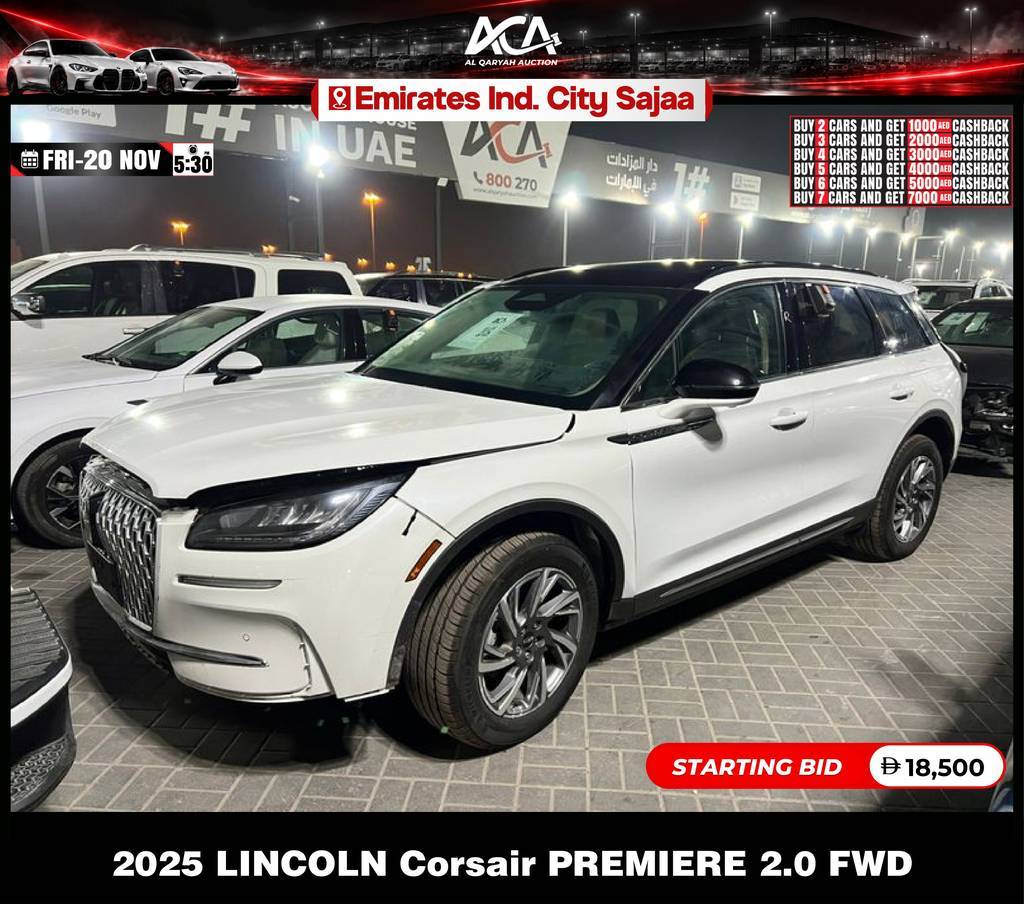 ACA
AL QARYAH AUCTION
Emirates Ind. City Sajaa
FRI-20 NOV 5:30
BUY 2 CARS AND GET 1000 AED CASHBACK
BUY 3 CARS AND GET 2000 AED CASHBACK
BUY 4 CARS AND GET 3000 AED CASHBACK
BUY 5 CARS AND GET 4000 AED CASHBACK
BUY 6 CARS AND GET 5000 AED CASHBACK
BUY 7 CARS AND GET 7000 AED CASHBACK
Google Play
1#
IN UAE
ACA
800 270
دار المزادات
في الامارات
1#
STARTING BID 18,500
2025 LINCOLN Corsair PREMIERE 2.0 FWD